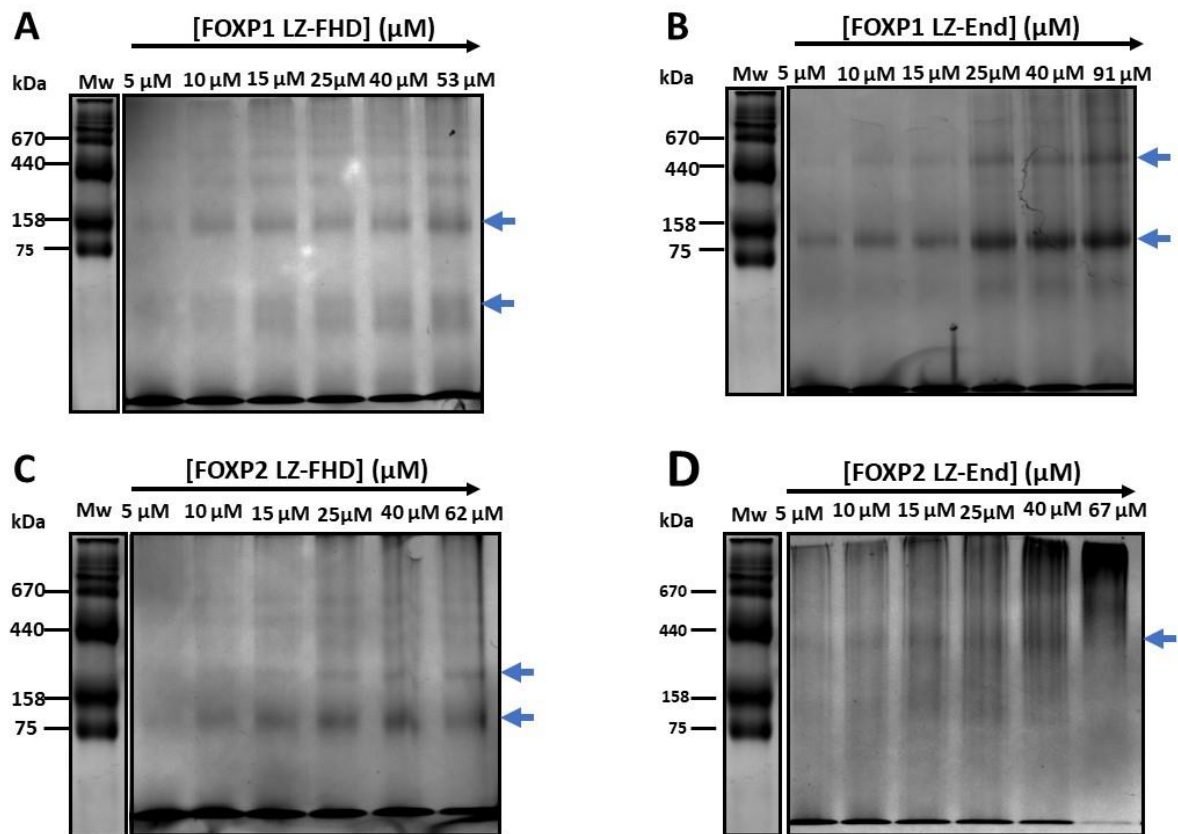 A
[FOXP1 LZ-FHD] (µM)
kDa
Mw 5 µM 10 µM 15 µM 25µM 40 µM 53 µM
670
440
158
75
B
[FOXP1 LZ-End] (µM)
kDa
Mw 5 µM 10 µM 15 µM 25µM 40 µM 91 µM
670
440
158
75
C
[FOXP2 LZ-FHD] (µM)
kDa
Mw 5 µM 10 µM 15 µM 25µM 40 µM 62 µM
670
440
158
75
D
[FOXP2 LZ-End] (µM)
kDa
Mw 5 µM 10 µM 15 µM 25µM 40 µM 67 µM
670
440
158
75